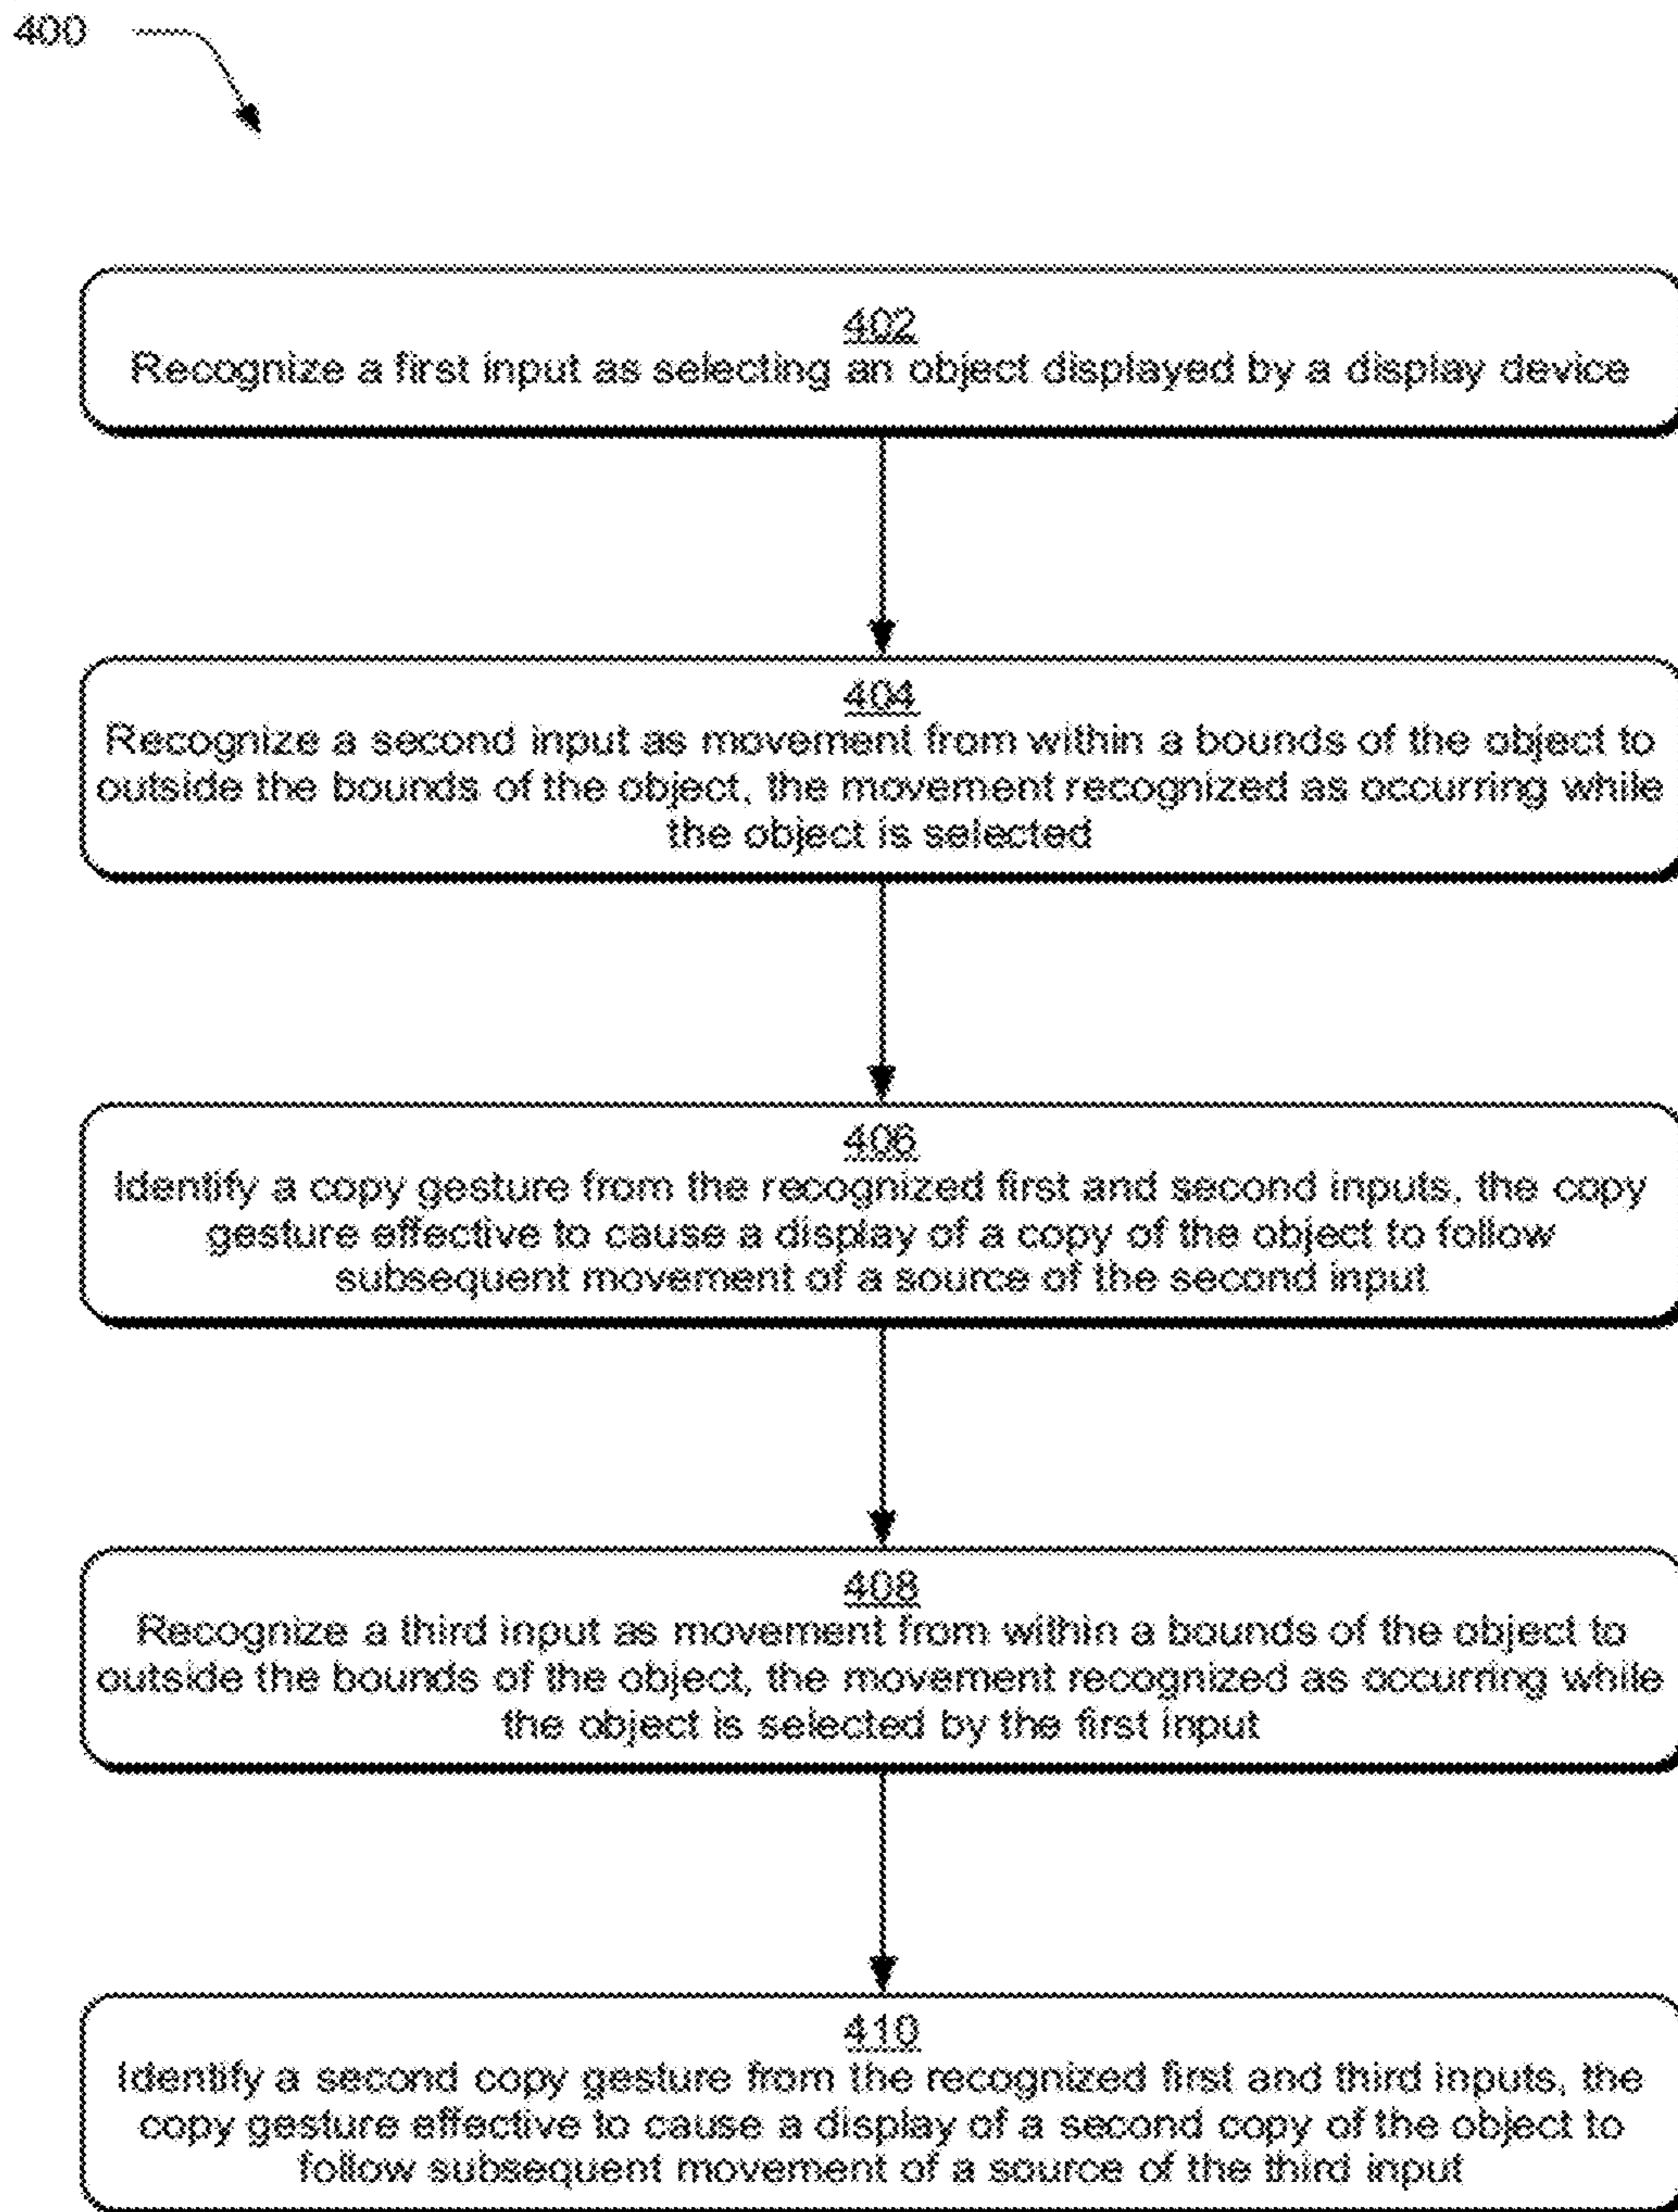 400
402
Recognize a first input as selecting an object displayed by a display device
404
Recognize a second input as movement from within a bounds of the object to
outside the bounds of the object, the movement recognized as occurring while
the object is selected
406
Identify a copy gesture from the recognized first and second inputs, the copy
gesture effective to cause a display of a copy of the object to follow
subsequent movement of a source of the second input
408
Recognize a third input as movement from within a bounds of the object to
outside the bounds of the object, the movement recognized as occurring while
the object is selected by the first input
410
Identify a second copy gesture from the recognized first and third inputs, the
copy gesture effective to cause a display of a second copy of the object to
follow subsequent movement of a source of the third input